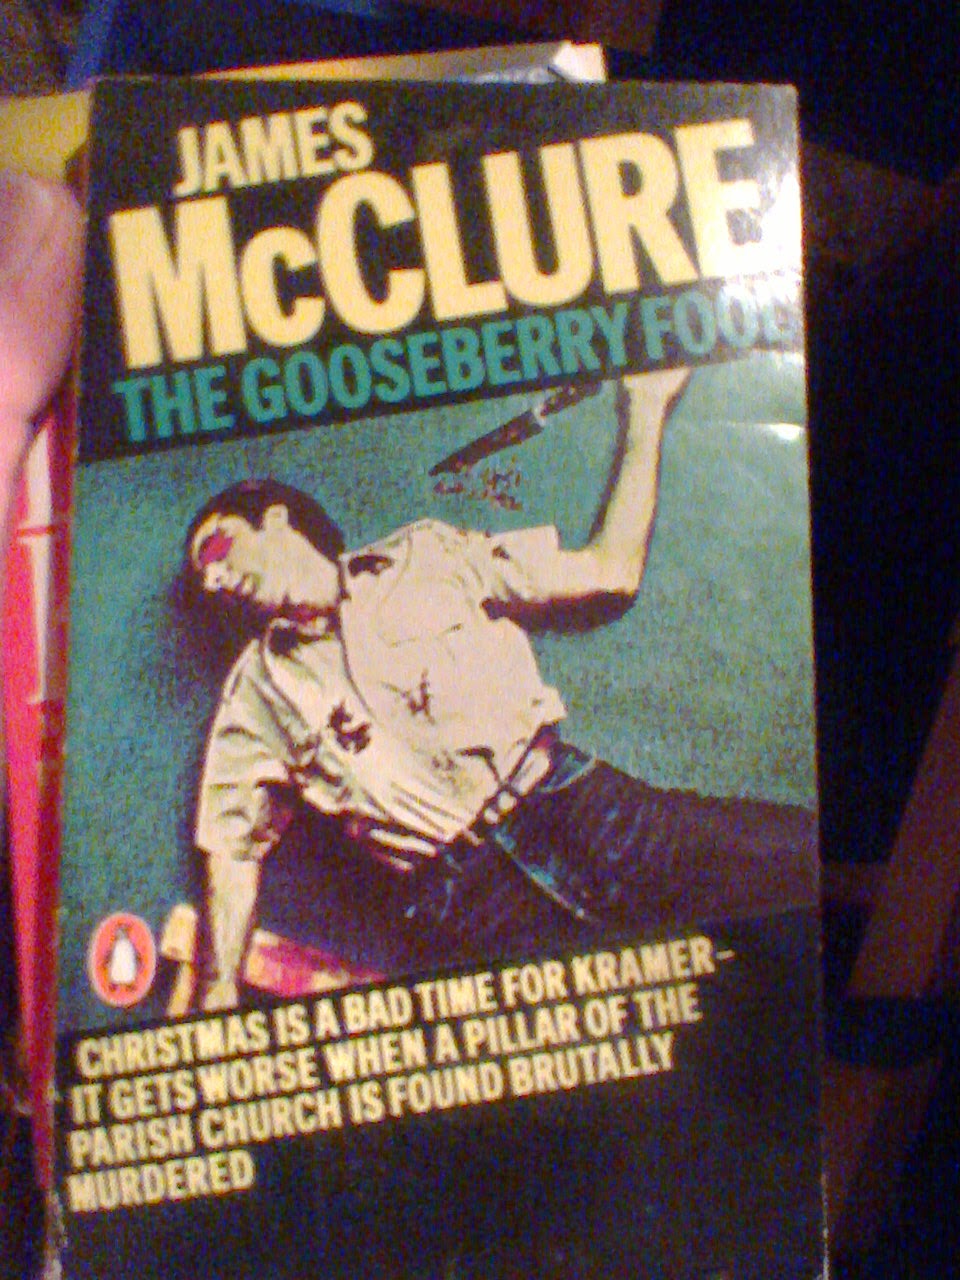 JAMES
McCLURE
THE GOOSEBERRY FOOL
CHRISTMAS IS A BAD TIME FOR KRAMER-
IT GETS WORSE WHEN A PILLAR OF THE
PARISH CHURCH IS FOUND BRUTALLY
MURDERED